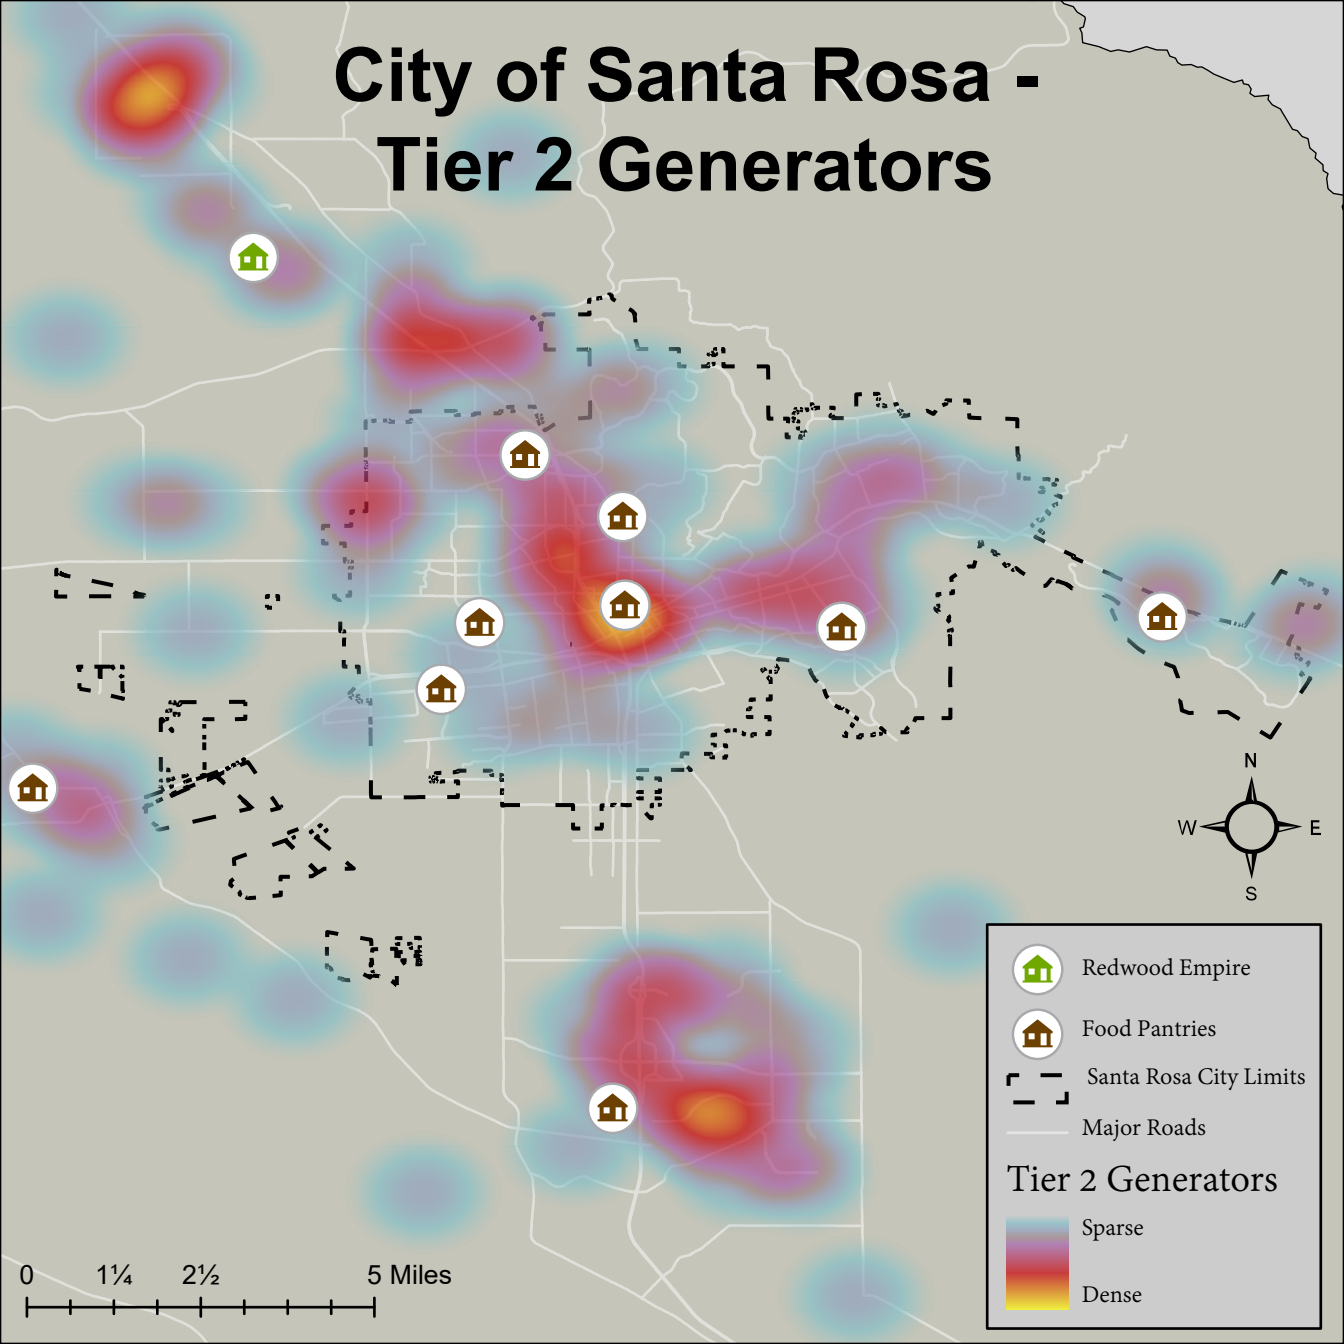 City of Santa Rosa -
Tier 2 Generators
N
W
E
S
Redwood Empire
Food Pantries
Santa Rosa City Limits
Major Roads
Tier 2 Generators
Sparse
Dense
0 1¼ 2½ 5 Miles